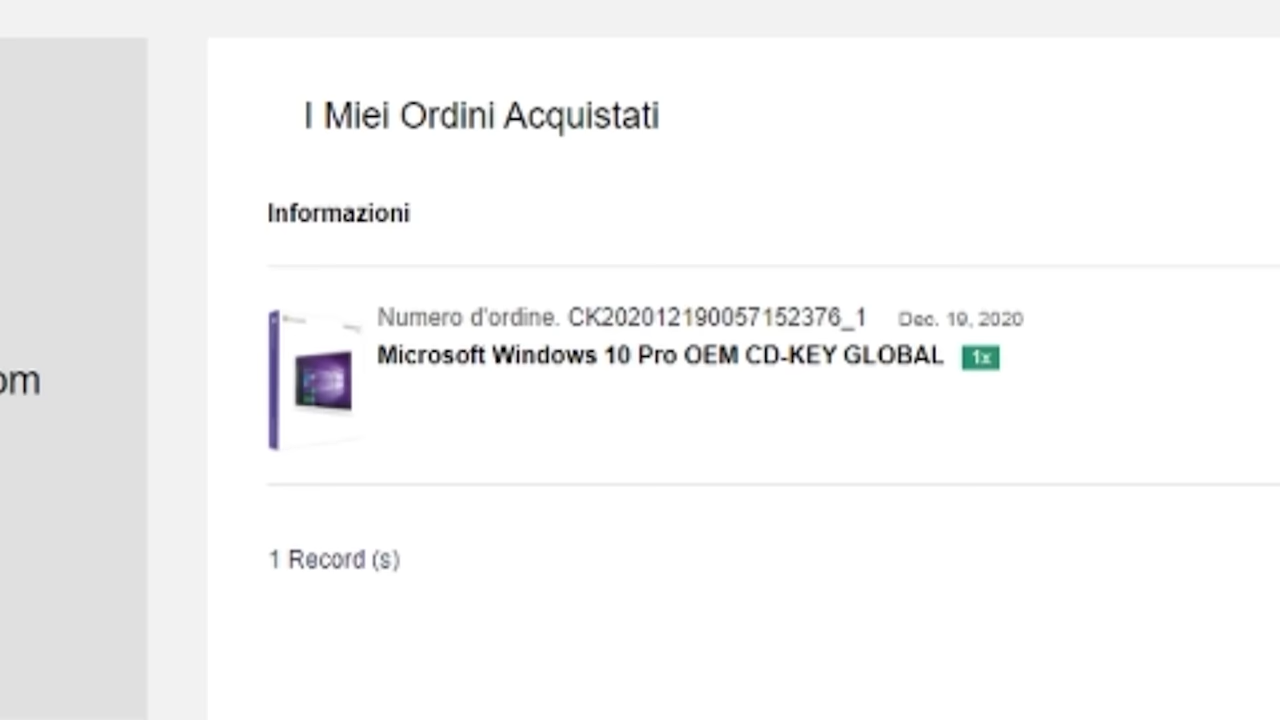 I Miei Ordini Acquistati
Informazioni
Numero d'ordine. CK202012190057152376_1 Dec. 19, 2020
Microsoft Windows 10 Pro OEM CD-KEY GLOBAL 1x
om
1 Record (s)